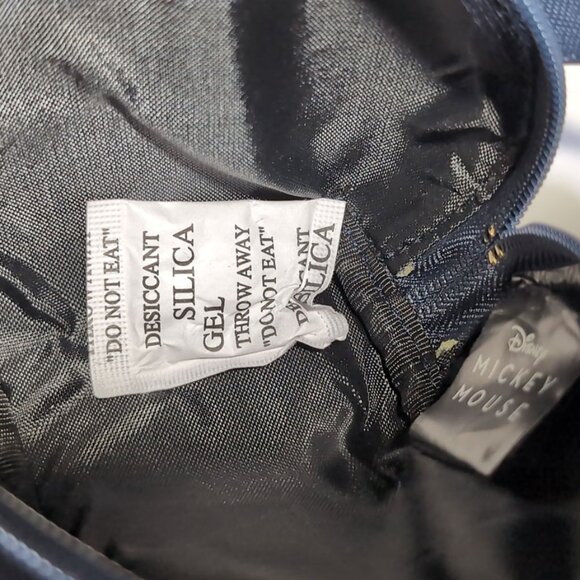 "DO NOT EAT"
DESICCANT
SILICA
GEL
THROW AWAY
"DO NOT EAT"
DESICCANT
SILICA
Disney
MICKEY
MOUSE